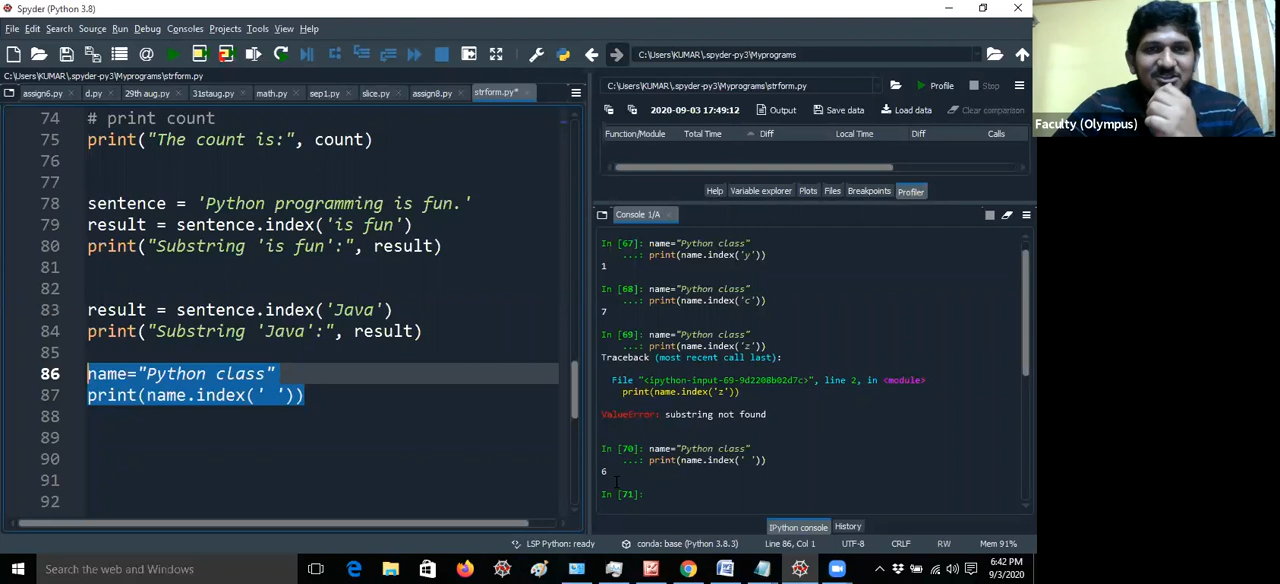 Spyder (Python 3.8)
File Edit Search Source Run Debug Consoles Projects Tools View Help
C:\Users\KUMAR\.spyder-py3\Myprograms
C:\Users\KUMAR\.spyder-py3\Myprograms\strform.py
assign6.py d.py 29th aug.py 31staug.py math.py sep1.py slice.py assign8.py strform.py*
74 # print count
75 print("The count is:", count)
76
77
78 sentence = 'Python programming is fun.'
79 result = sentence.index('is fun')
80 print("Substring 'is fun':", result)
81
82
83 result = sentence.index('Java')
84 print("Substring 'Java':", result)
85
86 name="Python class"
87 print(name.index(' '))
88
89
90
91
92
C:\Users\KUMAR\.spyder-py3\Myprograms\strform.py Profile Stop
2020-09-03 17:49:12 Output Save data Load data Clear comparison
Function/Module Total Time Diff Local Time Diff Calls
Help Variable explorer Plots Files Breakpoints Profiler
Console 1/A
In [67]: name="Python class"
...: print(name.index('y'))
1
In [68]: name="Python class"
...: print(name.index('c'))
7
In [69]: name="Python class"
...: print(name.index('z'))
Traceback (most recent call last):
File "<ipython-input-69-9d2208b02d7c>", line 2, in <module>
print(name.index('z'))
ValueError: substring not found
In [70]: name="Python class"
...: print(name.index(' '))
6
In [71]:
IPython console History
LSP Python: ready conda: base (Python 3.8.3) Line 86, Col 1 UTF-8 CRLF RW Mem 91%
Type here to search
6:42 PM
9/3/2020
Faculty (Olympus)